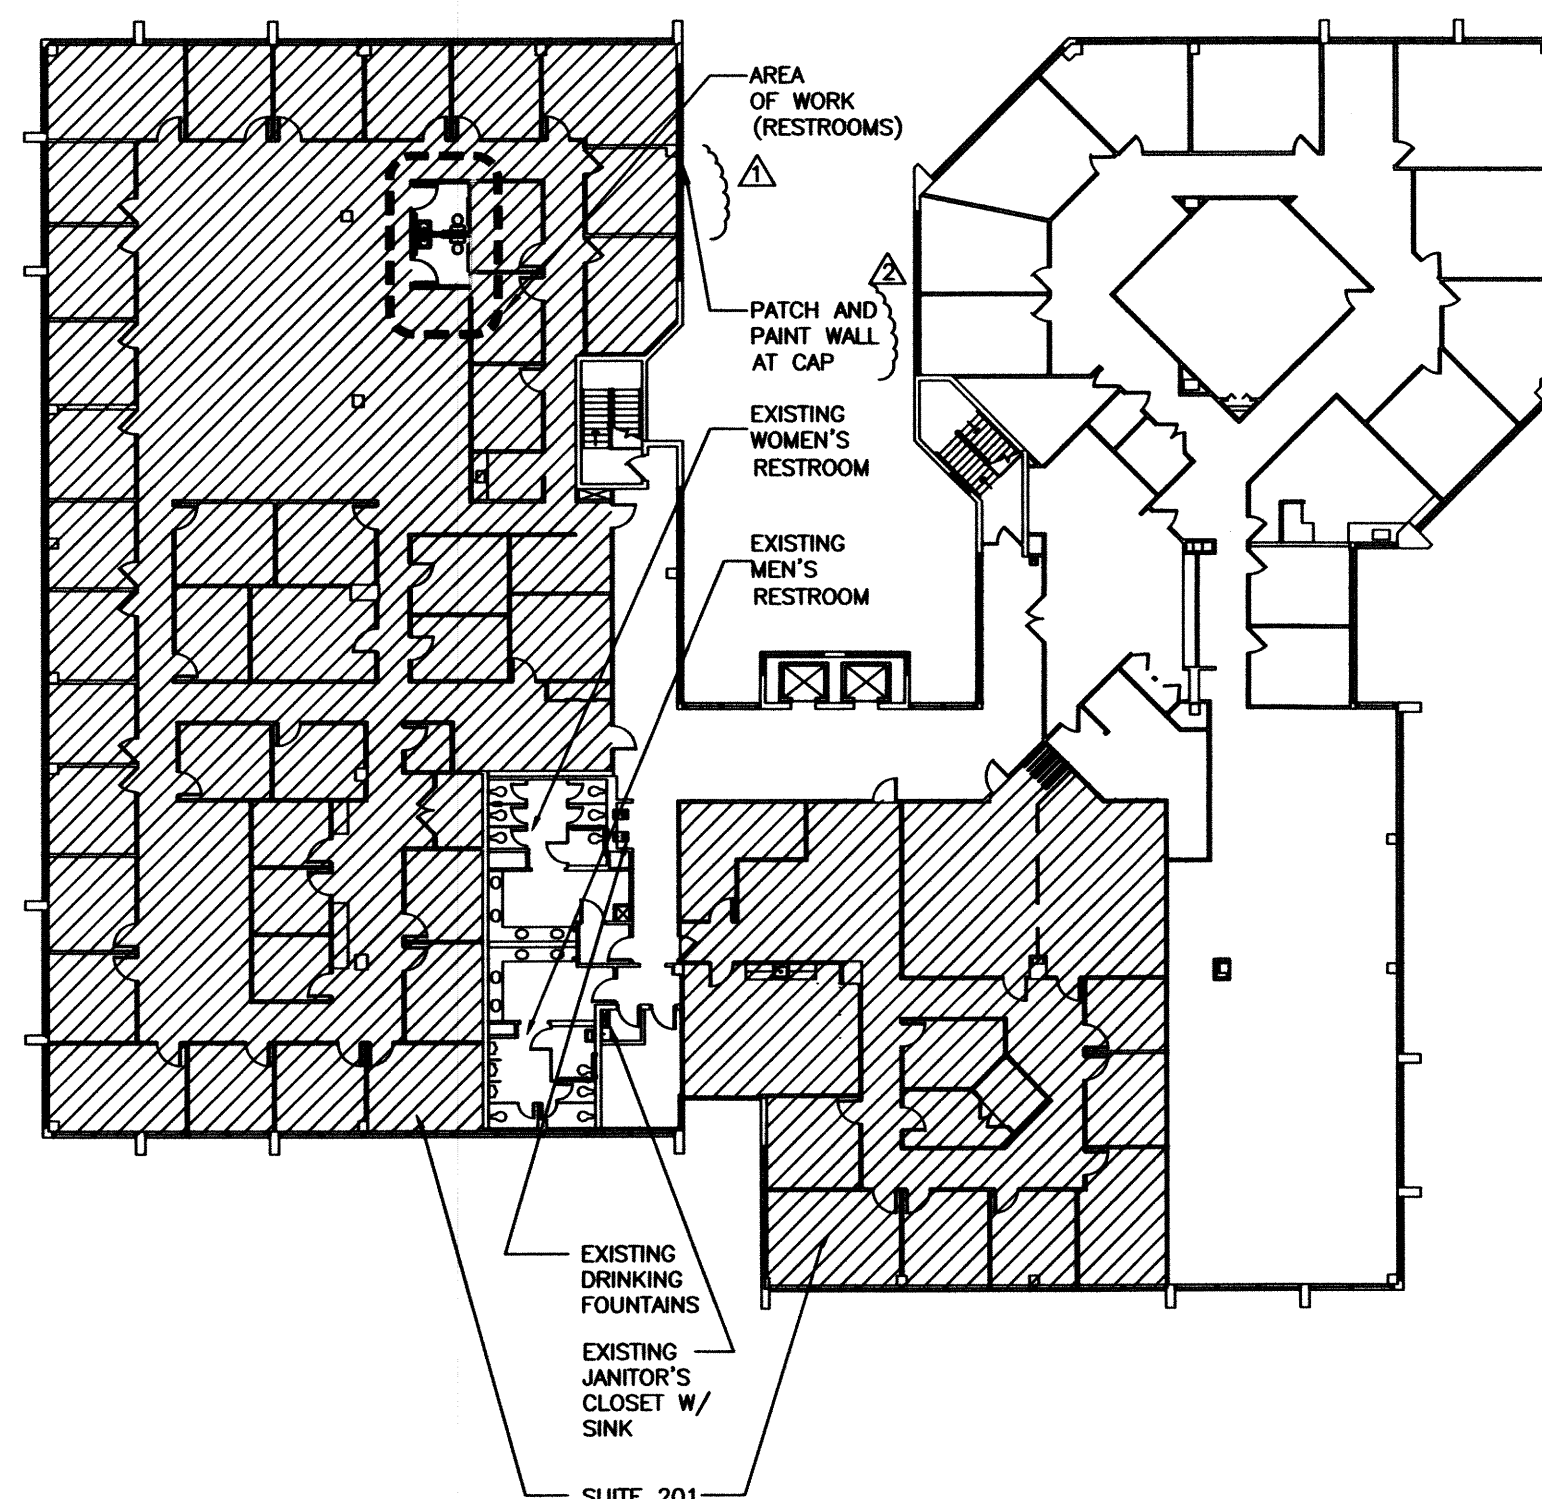 AREA
OF WORK
(RESTROOMS)
1
2
PATCH AND
PAINT WALL
AT CAP
EXISTING
WOMEN'S
RESTROOM
EXISTING
MEN'S
RESTROOM
EXISTING
DRINKING
FOUNTAINS
EXISTING
JANITOR'S
CLOSET W/
SINK
SUITE 201